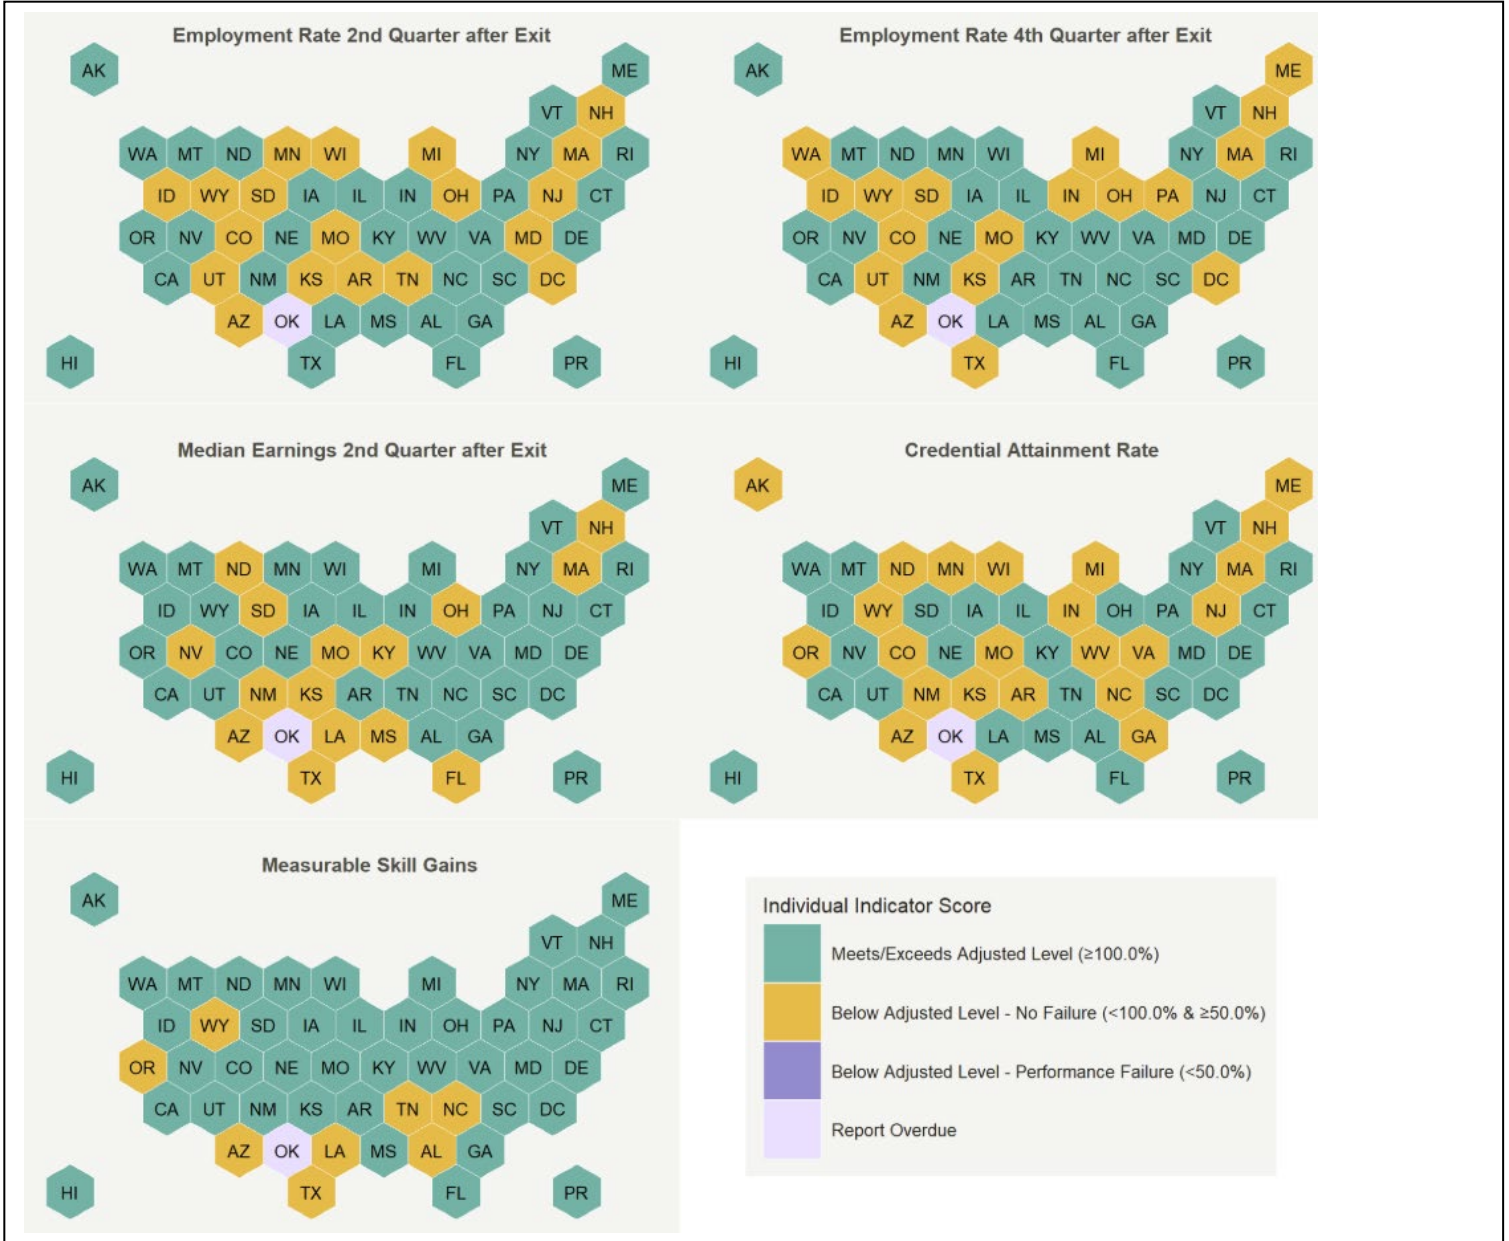 Employment Rate 2nd Quarter after Exit
AK ME
VT NH
WA MT ND MN WI MI NY MA RI
ID WY SD IA IL IN OH PA NJ CT
OR NV CO NE MO KY WV VA MD DE
CA UT NM KS AR TN NC SC DC
AZ OK LA MS AL GA
HI TX FL PR
Employment Rate 4th Quarter after Exit
AK ME
VT NH
WA MT ND MN WI MI NY MA RI
ID WY SD IA IL IN OH PA NJ CT
OR NV CO NE MO KY WV VA MD DE
CA UT NM KS AR TN NC SC DC
AZ OK LA MS AL GA
HI TX FL PR
Median Earnings 2nd Quarter after Exit
AK ME
VT NH
WA MT ND MN WI MI NY MA RI
ID WY SD IA IL IN OH PA NJ CT
OR NV CO NE MO KY WV VA MD DE
CA UT NM KS AR TN NC SC DC
AZ OK LA MS AL GA
HI TX FL PR
Credential Attainment Rate
AK ME
VT NH
WA MT ND MN WI MI NY MA RI
ID WY SD IA IL IN OH PA NJ CT
OR NV CO NE MO KY WV VA MD DE
CA UT NM KS AR TN NC SC DC
AZ OK LA MS AL GA
HI TX FL PR
Measurable Skill Gains
AK ME
VT NH
WA MT ND MN WI MI NY MA RI
ID WY SD IA IL IN OH PA NJ CT
OR NV CO NE MO KY WV VA MD DE
CA UT NM KS AR TN NC SC DC
AZ OK LA MS AL GA
HI TX FL PR
Individual Indicator Score
Meets/Exceeds Adjusted Level (≥100.0%)
Below Adjusted Level - No Failure (<100.0% & ≥50.0%)
Below Adjusted Level - Performance Failure (<50.0%)
Report Overdue